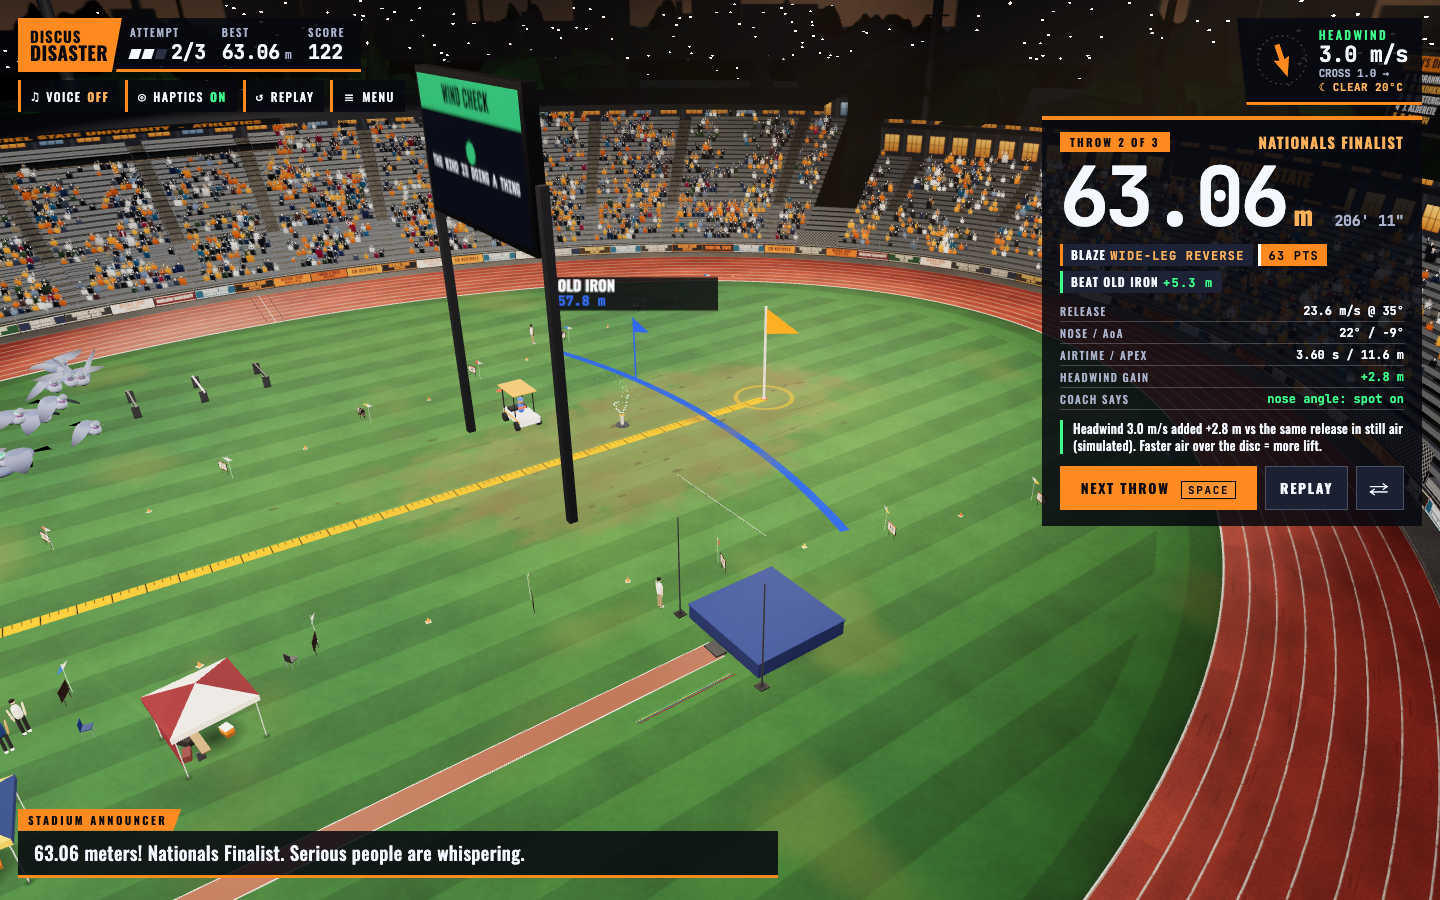 DISCUS
DISASTER
ATTEMPT
2/3
BEST
63.06 m
SCORE
122
♫ VOICE OFF
◎ HAPTICS ON
↺ REPLAY
≡ MENU
HEADWIND
3.0 m/s
CROSS 1.0 →
☾ CLEAR 20°C
WIND CHECK
THE WIND IS DOING A THING
STATE UNIVERSITY ATHLETICS
OLD IRON
57.8 m
THROW 2 OF 3
NATIONALS FINALIST
63.06 m
206' 11"
BLAZE WIDE-LEG REVERSE
63 PTS
BEAT OLD IRON +5.3 m
RELEASE
23.6 m/s @ 35°
NOSE / AoA
22° / -9°
AIRTIME / APEX
3.60 s / 11.6 m
HEADWIND GAIN
+2.8 m
COACH SAYS
nose angle: spot on
Headwind 3.0 m/s added +2.8 m vs the same release in still air
(simulated). Faster air over the disc = more lift.
NEXT THROW SPACE
REPLAY
⇄
STADIUM ANNOUNCER
63.06 meters! Nationals Finalist. Serious people are whispering.